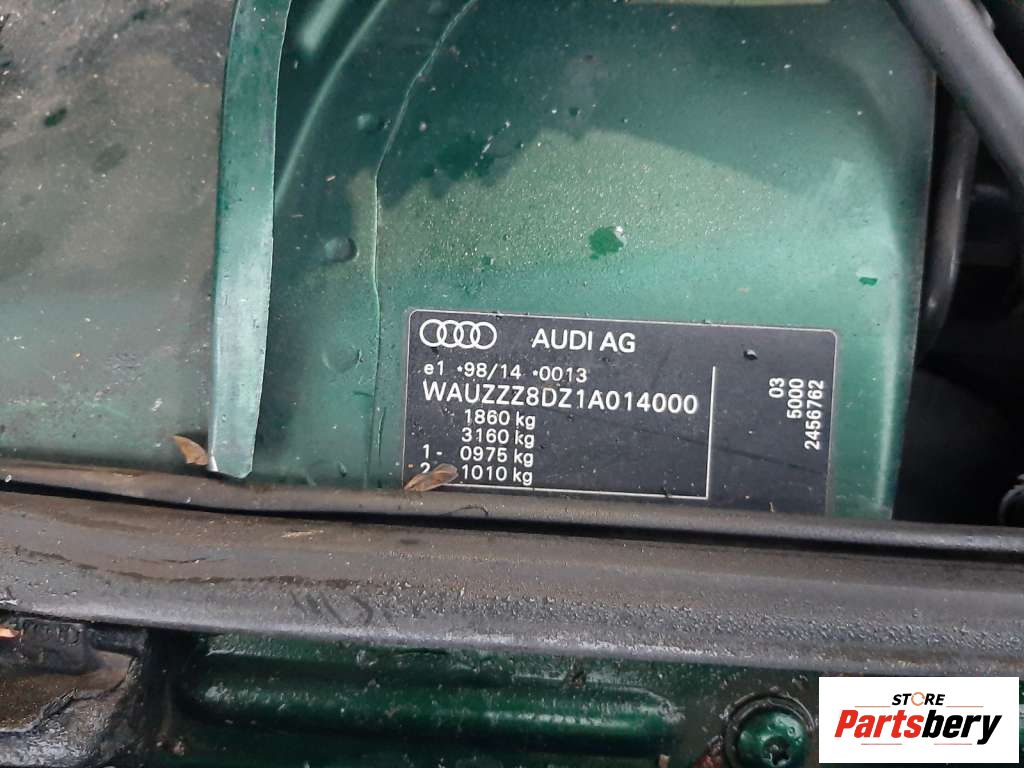 AUDI AG
e1 *98/14 *0013
WAUZZZ8DZ1A014000
1860 kg
3160 kg
1- 0975 kg
2 1010 kg
03
5000
2456762
STORE
Partsbery